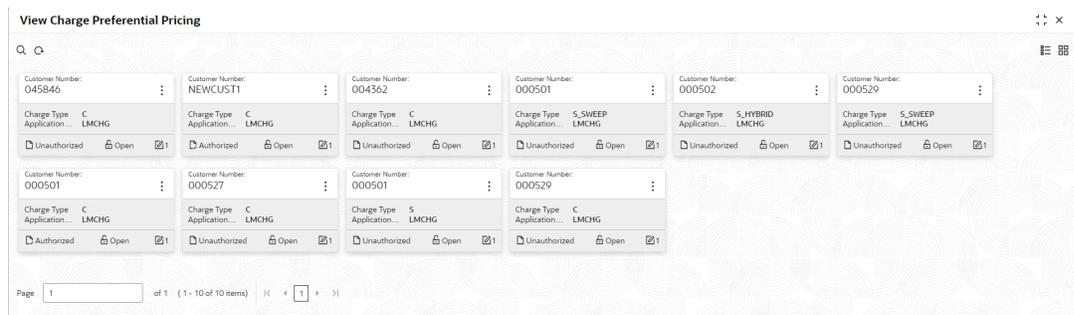 View Charge Preferential Pricing
Customer Number: Customer Number: Customer Number: Customer Number: Customer Number: Customer Number:
045846 NEWCUST1 004362 000501 000502 000529
Charge Type C Charge Type C Charge Type C Charge Type S_SWEEP Charge Type S_HYBRID Charge Type S_SWEEP
Application... LMCHG Application... LMCHG Application... LMCHG Application... LMCHG Application... LMCHG Application... LMCHG
Unauthorized Open 1 Authorized Open 1 Unauthorized Open 1 Unauthorized Open 1 Unauthorized Open 1 Unauthorized Open 1
Customer Number: Customer Number: Customer Number: Customer Number:
000501 000527 000501 000529
Charge Type C Charge Type C Charge Type S Charge Type C
Application... LMCHG Application... LMCHG Application... LMCHG Application... LMCHG
Authorized Open 1 Unauthorized Open 1 Unauthorized Open 1 Unauthorized Open 1
Page 1 of 1 (1 - 10 of 10 items) 1